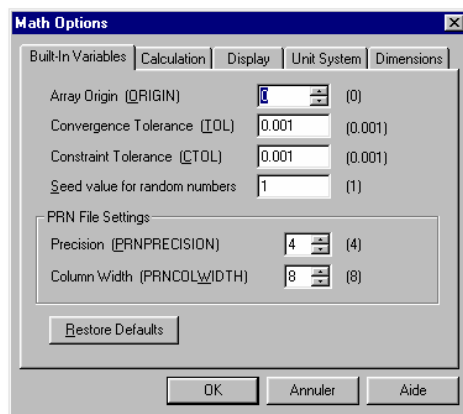 Math Options
Built-In Variables Calculation Display Unit System Dimensions
Array Origin (ORIGIN) 0 (0)
Convergence Tolerance (TOL) 0.001 (0.001)
Constraint Tolerance (CTOL) 0.001 (0.001)
Seed value for random numbers 1 (1)
PRN File Settings
Precision (PRNPRECISION) 4 (4)
Column Width (PRNCOLWIDTH) 8 (8)
Restore Defaults
OK Annuler Aide